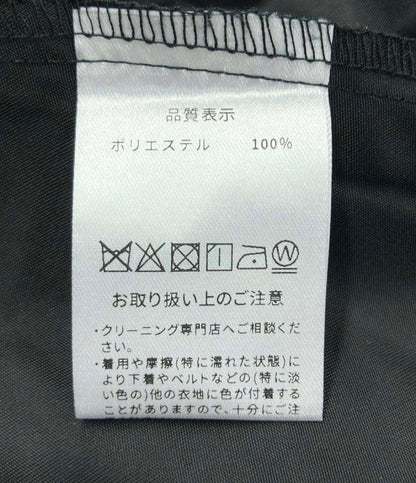 品質表示
ポリエステル 100%
W
お取り扱い上のご注意
・クリーニング専門店へご相談くだ
さい。
・着用や摩擦(特に濡れた状態)に
より下着やベルトなどの(特に淡
い色の)他の衣地に色が付着する
ことがありますので、十分にご注